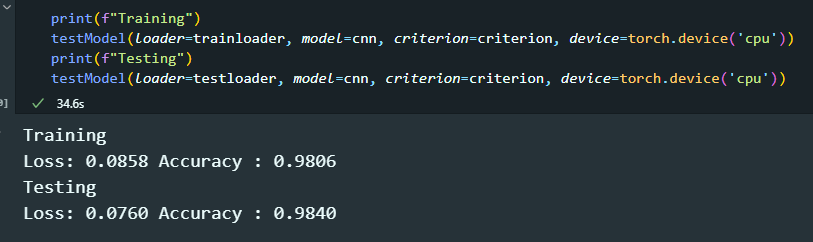 print(f"Training")
testModel(loader=trainloader, model=cnn, criterion=criterion, device=torch.device('cpu'))
print(f"Testing")
testModel(loader=testloader, model=cnn, criterion=criterion, device=torch.device('cpu'))
]
✓ 34.6s
Training
Loss: 0.0858 Accuracy : 0.9806
Testing
Loss: 0.0760 Accuracy : 0.9840